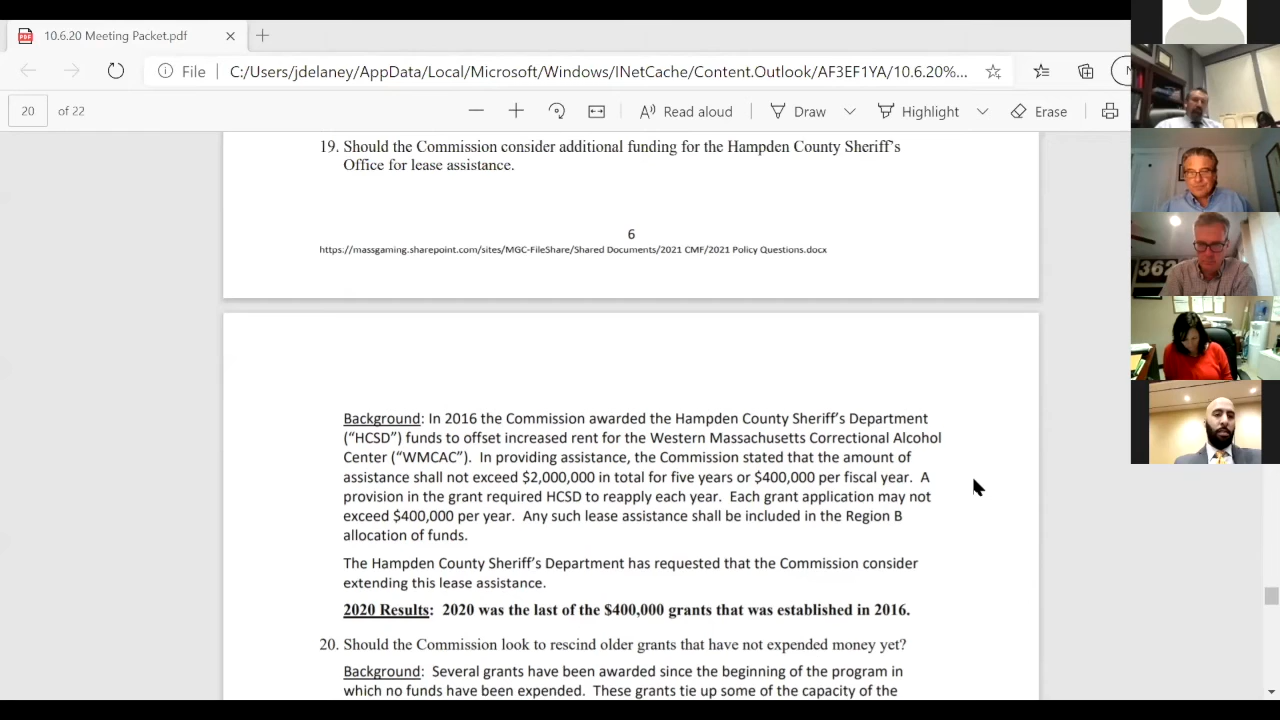 10.6.20 Meeting Packet.pdf
File C:/Users/jdelaney/AppData/Local/Microsoft/Windows/INetCache/Content.Outlook/AF3EF1YA/10.6.20%...
20 of 22 Read aloud Draw Highlight Erase
19. Should the Commission consider additional funding for the Hampden County Sheriff's
Office for lease assistance.
6
https://massgaming.sharepoint.com/sites/MGC-FileShare/Shared Documents/2021 CMF/2021 Policy Questions.docx
Background: In 2016 the Commission awarded the Hampden County Sheriff's Department
("HCSD") funds to offset increased rent for the Western Massachusetts Correctional Alcohol
Center ("WMCAC"). In providing assistance, the Commission stated that the amount of
assistance shall not exceed $2,000,000 in total for five years or $400,000 per fiscal year. A
provision in the grant required HCSD to reapply each year. Each grant application may not
exceed $400,000 per year. Any such lease assistance shall be included in the Region B
allocation of funds.
The Hampden County Sheriff's Department has requested that the Commission consider
extending this lease assistance.
2020 Results: 2020 was the last of the $400,000 grants that was established in 2016.
20. Should the Commission look to rescind older grants that have not expended money yet?
Background: Several grants have been awarded since the beginning of the program in
which no funds have been expended. These grants tie up some of the capacity of the
362